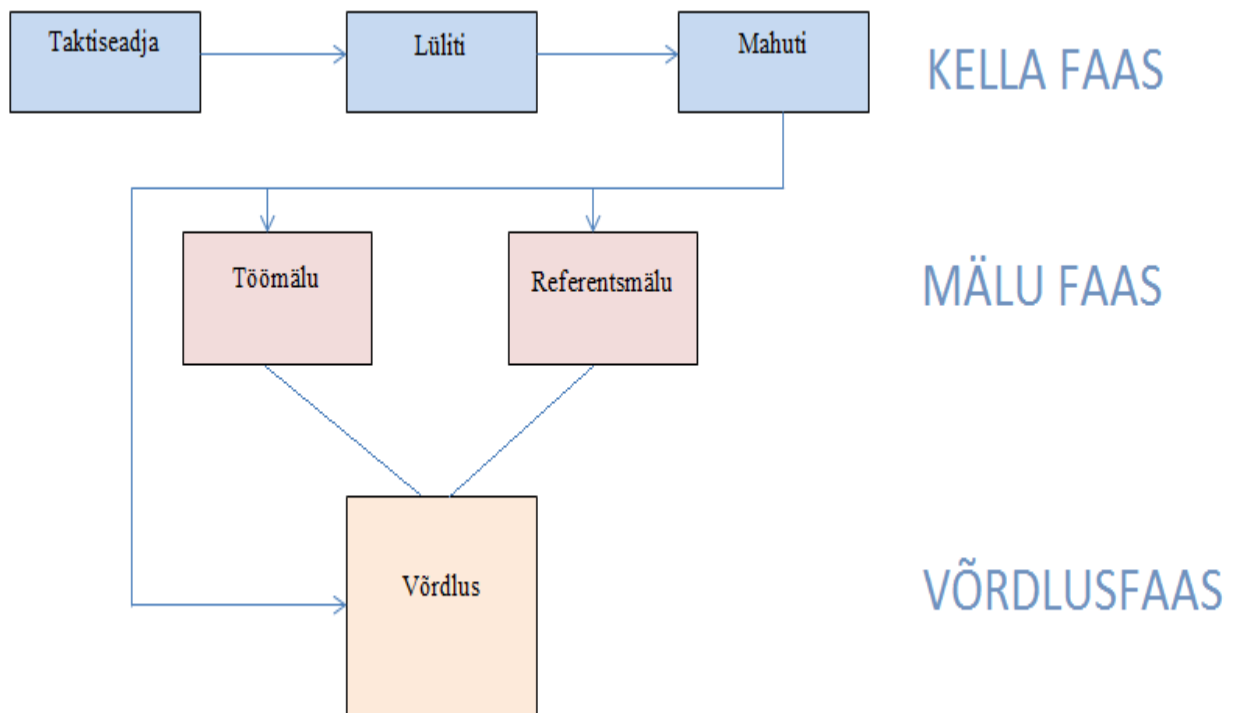 Taktiseadja
Lüliti
Mahuti
KELLA FAAS
Töömälu
Referentsmälu
MÄLU FAAS
Võrdlus
VÕRDLUSFAAS